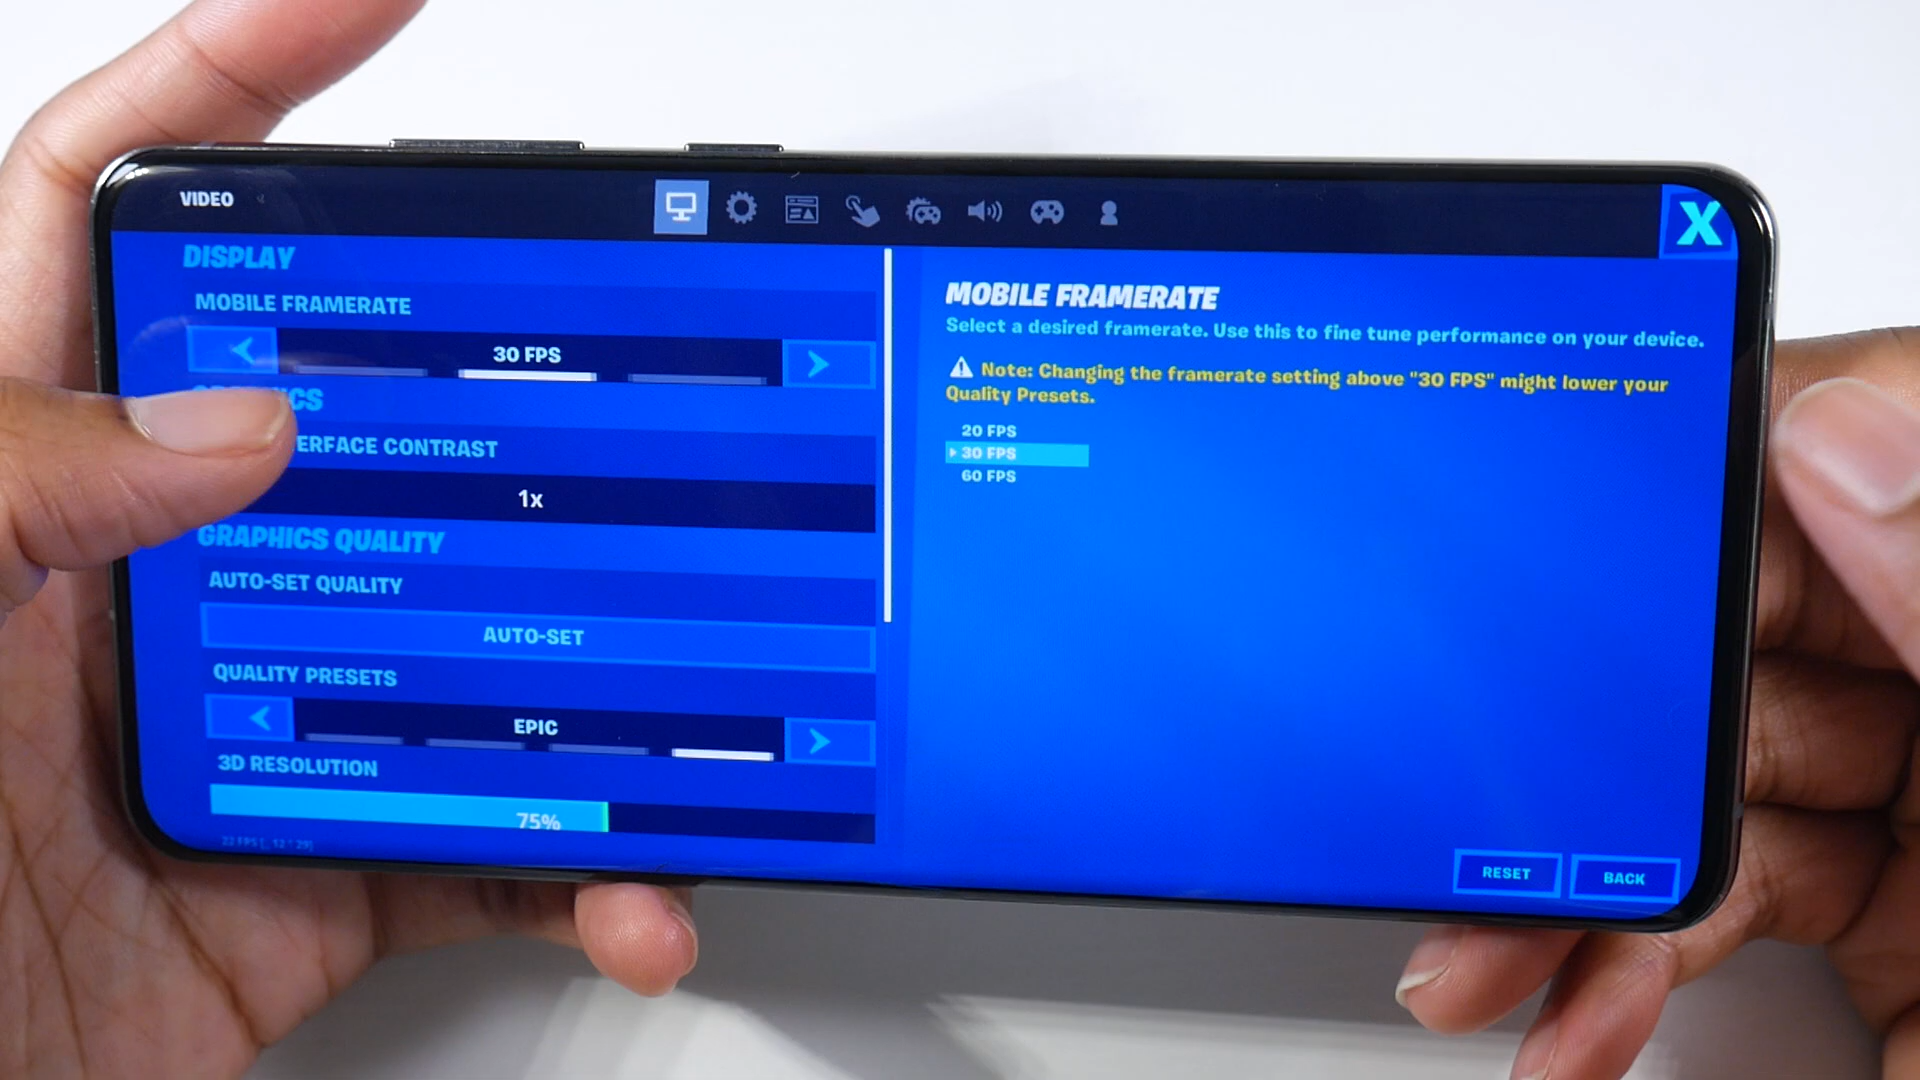 VIDEO
X
DISPLAY
MOBILE FRAMERATE
30 FPS
CS
ERFACE CONTRAST
1x
GRAPHICS QUALITY
AUTO-SET QUALITY
AUTO-SET
QUALITY PRESETS
EPIC
3D RESOLUTION
75%
MOBILE FRAMERATE
Select a desired framerate. Use this to fine tune performance on your device.
Note: Changing the framerate setting above "30 FPS" might lower your
Quality Presets.
20 FPS
30 FPS
60 FPS
RESET
BACK